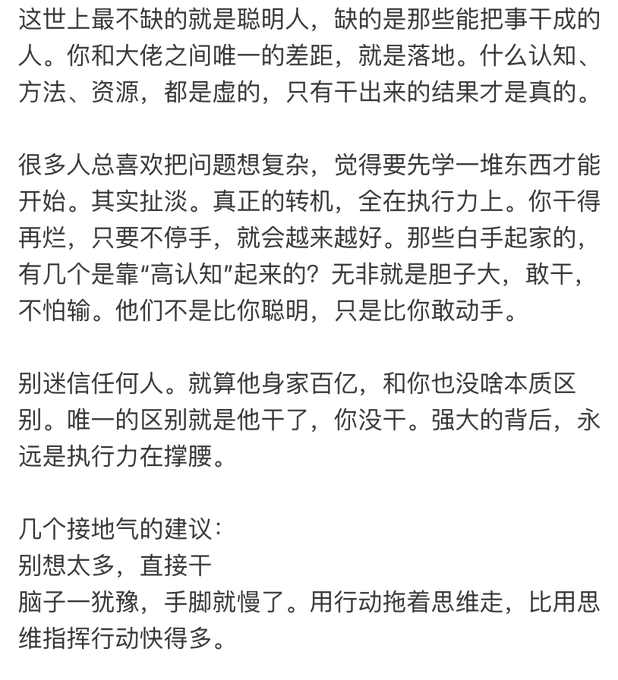 这世上最不缺的就是聪明人，缺的是那些能把事干成的
人。你和大佬之间唯一的差距，就是落地。什么认知、
方法、资源，都是虚的，只有干出来的结果才是真的。
很多人总喜欢把问题想复杂，觉得要先学一堆东西才能
开始。其实扯淡。真正的转机，全在执行力上。你干得
再烂，只要不停手，就会越来越好。那些白手起家的，
有几个是靠“高认知”起来的？无非就是胆子大，敢干，
不怕输。他们不是比你聪明，只是比你敢动手。
别迷信任何人。就算他身家百亿，和你也没啥本质区
别。唯一的区别就是他干了，你没干。强大的背后，永
远是执行力在撑腰。
几个接地气的建议：
别想太多，直接干
脑子一犹豫，手脚就慢了。用行动拖着思维走，比用思
维指挥行动快得多。